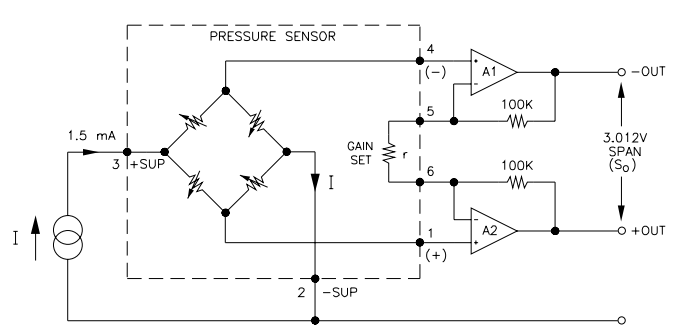 PRESSURE SENSOR
4
(-)
A1
-OUT
5
100K
1.5 mA
3
+SUP
GAIN
SET
r
3.012V
SPAN
(So)
6
100K
I
I
1
(+)
A2
+OUT
2
-SUP